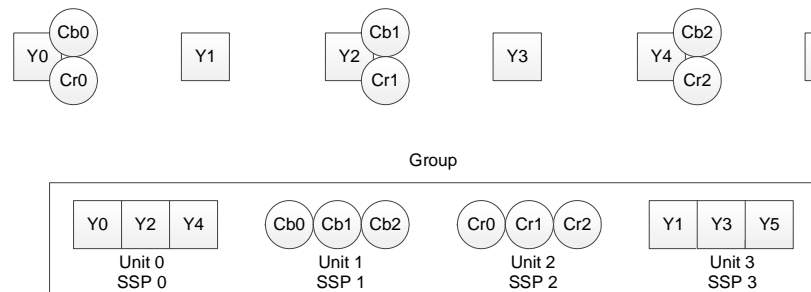 Cb0 Cb1 Cb2
Y0 Y1 Y2 Y3 Y4
Cr0 Cr1 Cr2
Group
Y0 Y2 Y4 Cb0 Cb1 Cb2 Cr0 Cr1 Cr2 Y1 Y3 Y5
Unit 0 Unit 1 Unit 2 Unit 3
SSP 0 SSP 1 SSP 2 SSP 3